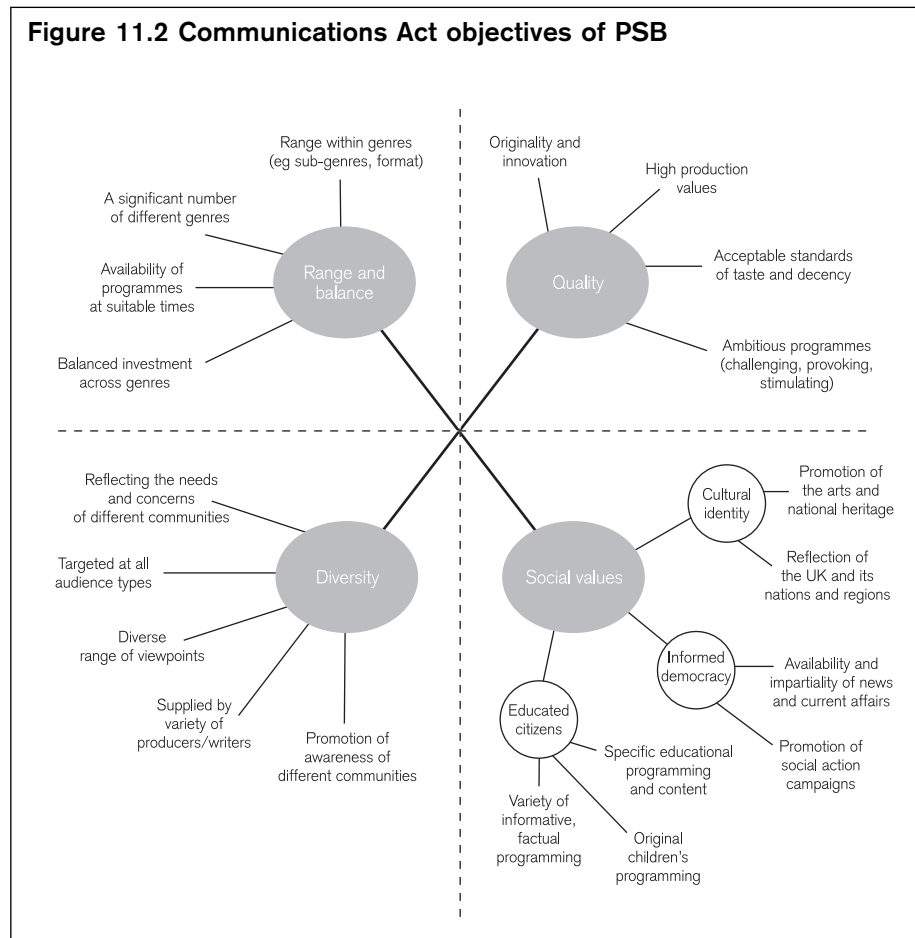 Figure 11.2 Communications Act objectives of PSB
Range within genres
(eg sub-genres, format)
A significant number
of different genres
Availability of
programmes
at suitable times
Balanced investment
across genres
Range and
balance
Originality and
innovation
High production
values
Acceptable standards
of taste and decency
Ambitious programmes
(challenging, provoking,
stimulating)
Quality
Reflecting the needs
and concerns
of different communities
Targeted at all
audience types
Diverse
range of viewpoints
Supplied by
variety of
producers/writers
Promotion of
awareness of
different communities
Diversity
Social values
Cultural
identity
Promotion of
the arts and
national heritage
Reflection of
the UK and its
nations and regions
Informed
democracy
Availability and
impartiality of news
and current affairs
Promotion of
social action
campaigns
Educated
citizens
Specific educational
programming
and content
Variety of
informative,
factual
programming
Original
children's
programming